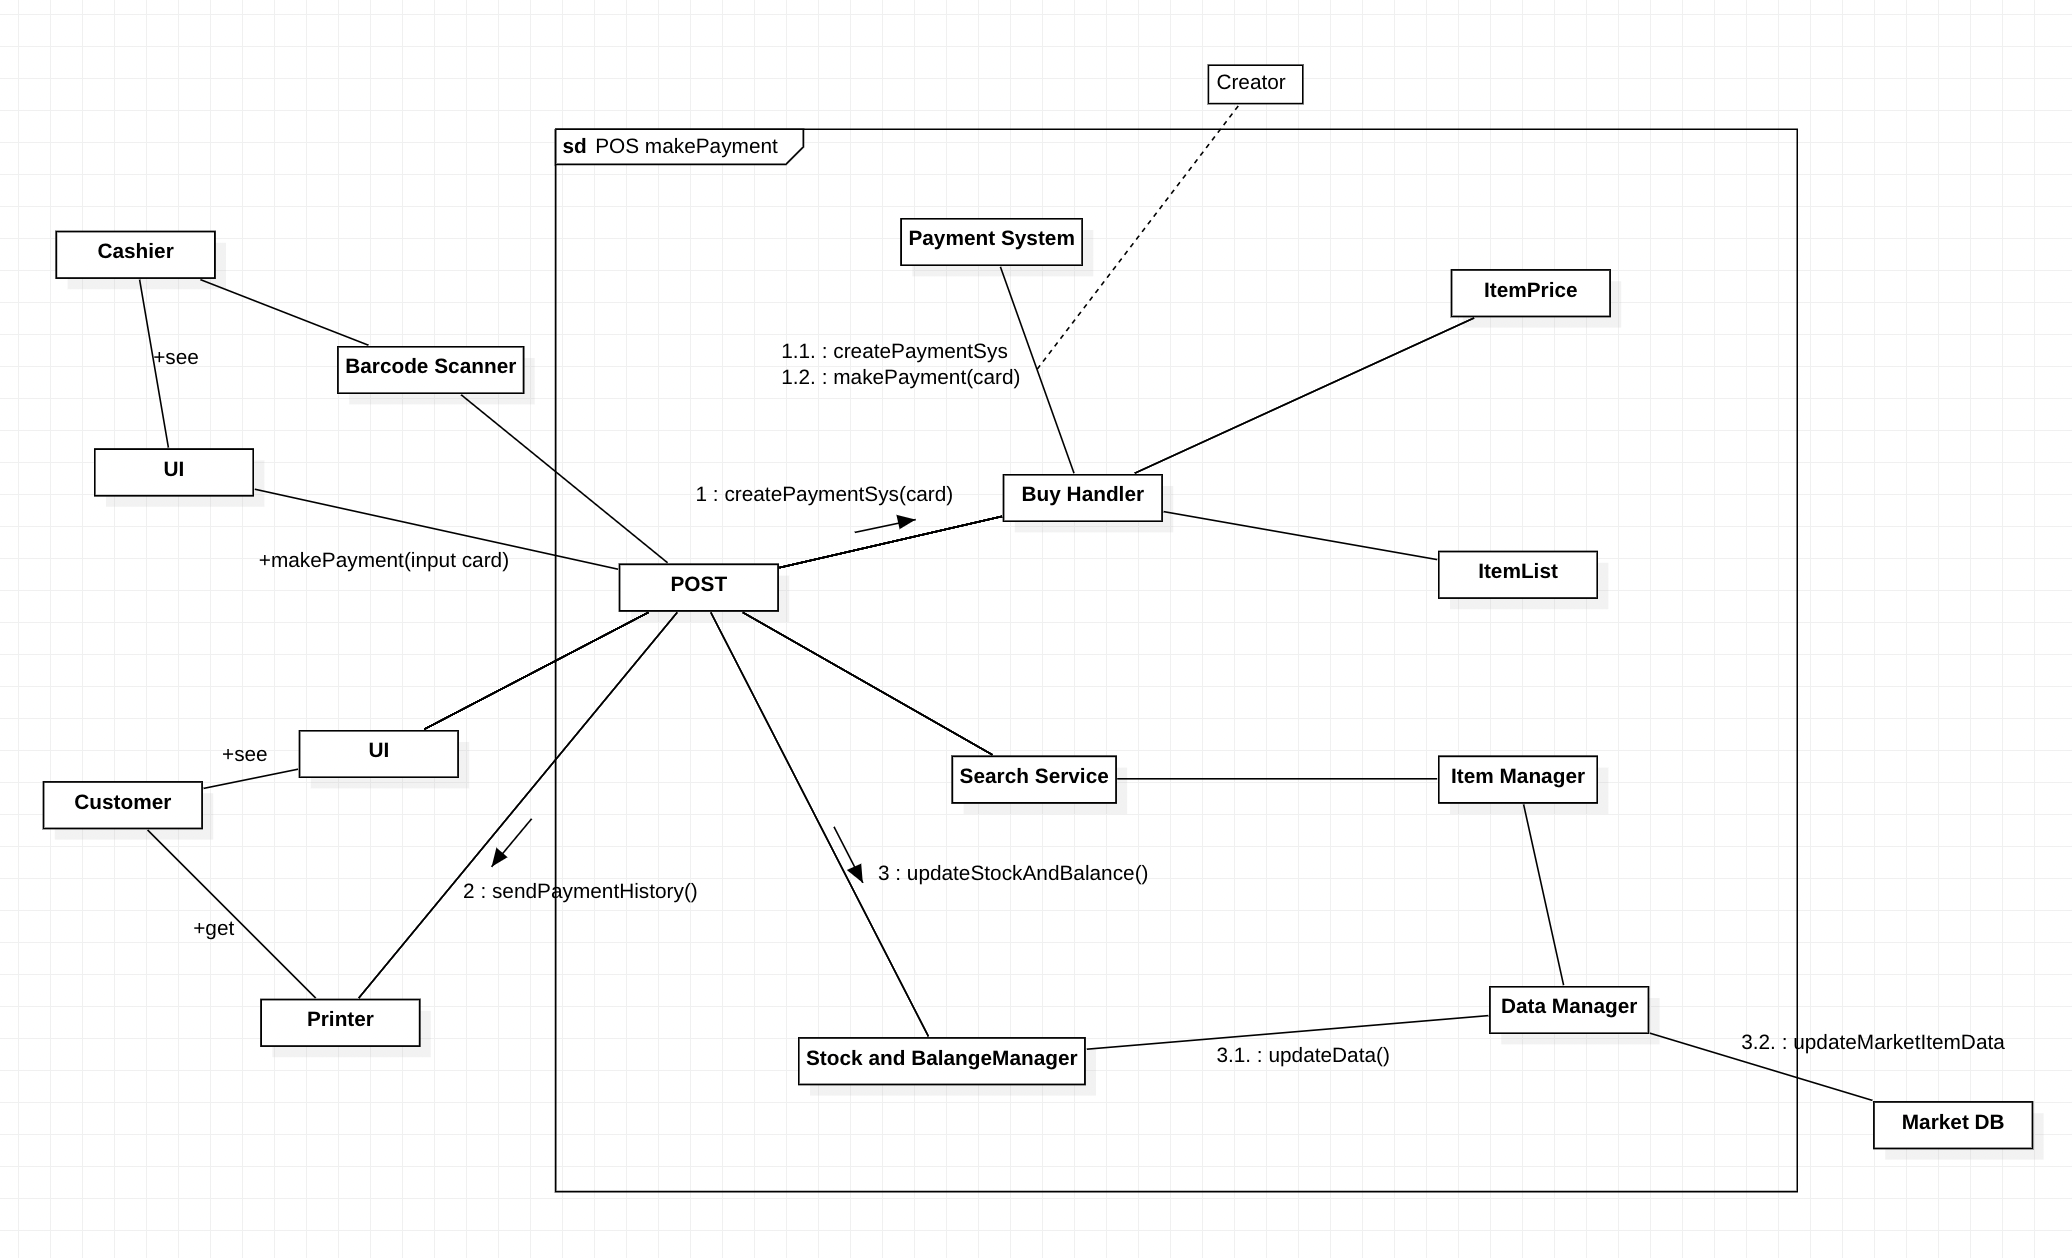 Creator
sd POS makePayment
Payment System
Cashier
ItemPrice
+see
1.1. : createPaymentSys
1.2. : makePayment(card)
Barcode Scanner
UI
1 : createPaymentSys(card)
Buy Handler
+makePayment(input card)
POST
ItemList
+see
UI
Customer
Search Service
Item Manager
2 : sendPaymentHistory()
3 : updateStockAndBalance()
+get
Printer
Data Manager
Stock and BalangeManager
3.1. : updateData()
3.2. : updateMarketItemData
Market DB